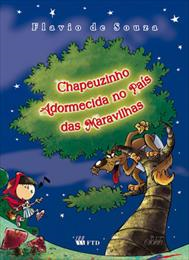 Flavio de Souza
Chapeuzinho
Adormecida no País
das Maravilhas
FTD